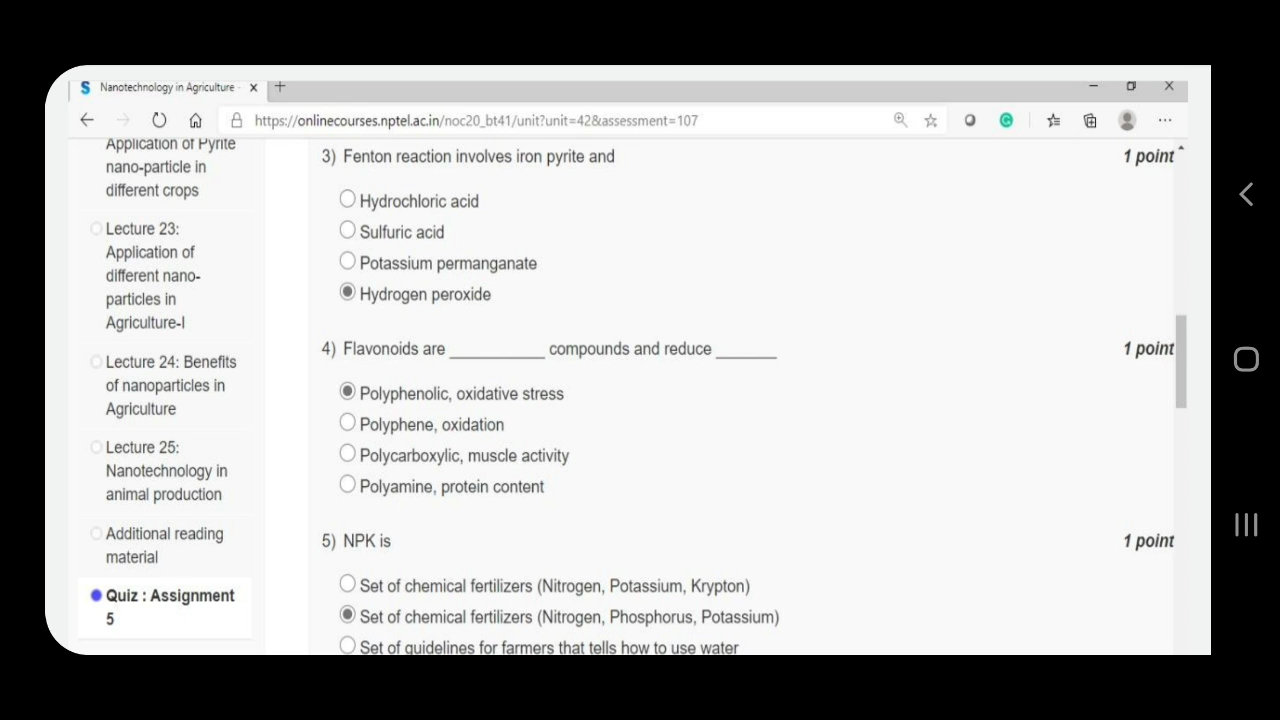 Nanotechnology in Agriculture -
https://onlinecourses.nptel.ac.in/noc20_bt41/unit?unit=42&assessment=107
Application of Pyrite
nano-particle in
different crops
Lecture 23:
Application of
different nano-
particles in
Agriculture-I
Lecture 24: Benefits
of nanoparticles in
Agriculture
Lecture 25:
Nanotechnology in
animal production
Additional reading
material
Quiz : Assignment
5
3) Fenton reaction involves iron pyrite and 1 point
Hydrochloric acid
Sulfuric acid
Potassium permanganate
Hydrogen peroxide
4) Flavonoids are ___________ compounds and reduce _______ 1 point
Polyphenolic, oxidative stress
Polyphene, oxidation
Polycarboxylic, muscle activity
Polyamine, protein content
5) NPK is 1 point
Set of chemical fertilizers (Nitrogen, Potassium, Krypton)
Set of chemical fertilizers (Nitrogen, Phosphorus, Potassium)
Set of guidelines for farmers that tells how to use water